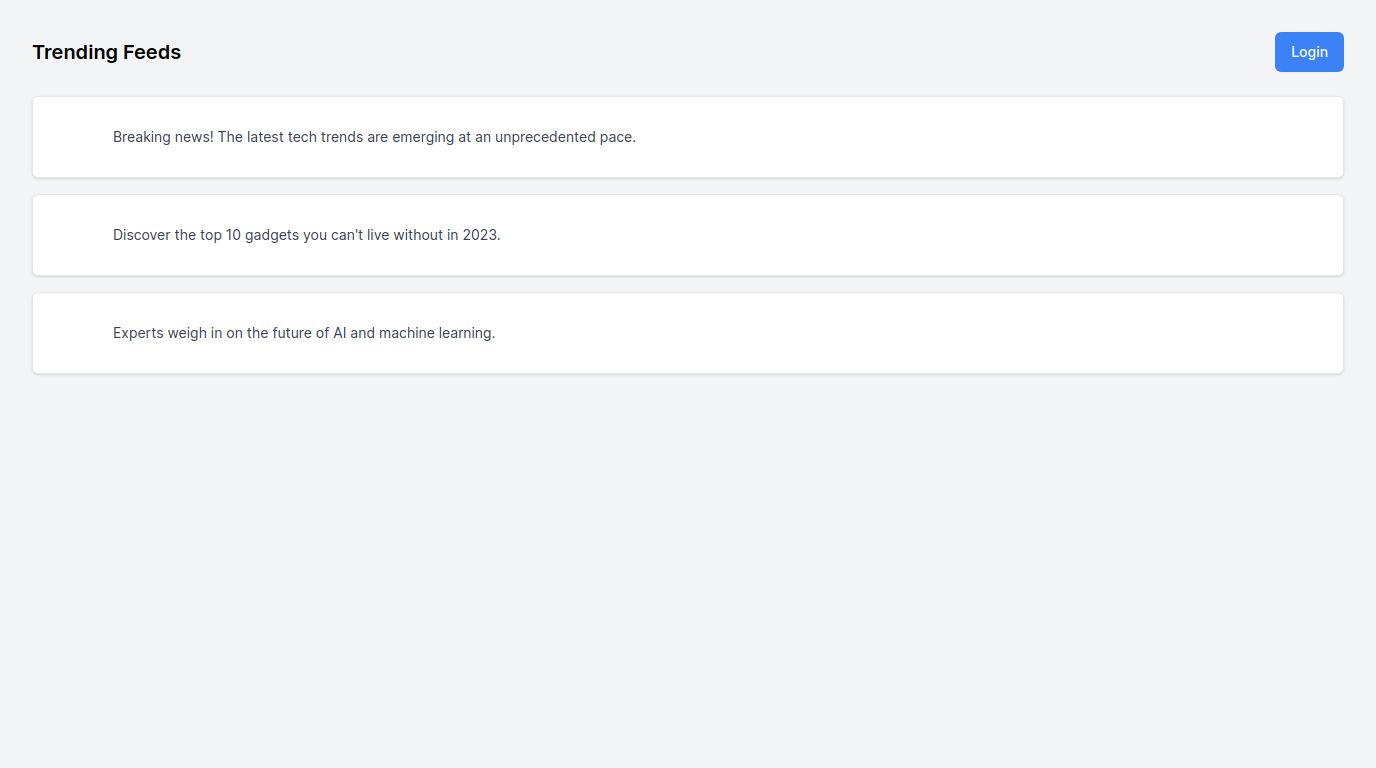 Trending Feeds
Login
Breaking news! The latest tech trends are emerging at an unprecedented pace.
Discover the top 10 gadgets you can't live without in 2023.
Experts weigh in on the future of AI and machine learning.